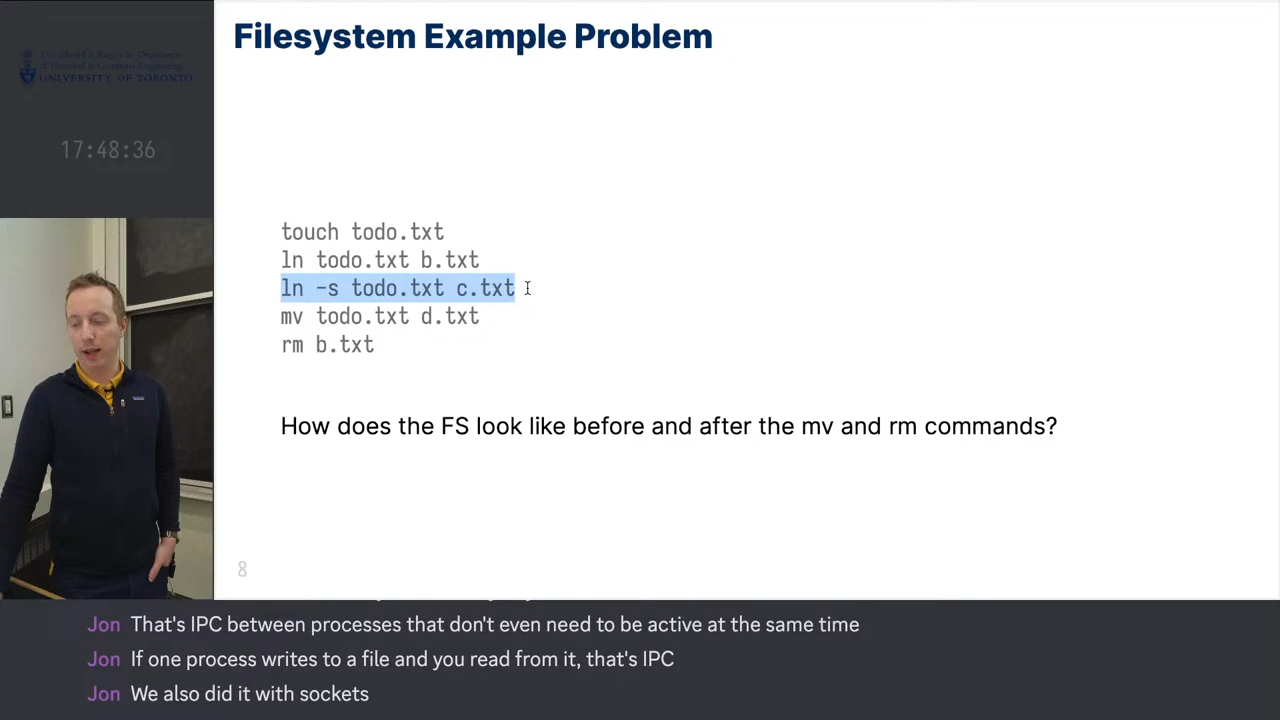 Filesystem Example Problem
UNIVERSITY OF TORONTO
17:48:36
touch todo.txt
ln todo.txt b.txt
ln -s todo.txt c.txt
mv todo.txt d.txt
rm b.txt
How does the FS look like before and after the mv and rm commands?
8
Jon That's IPC between processes that don't even need to be active at the same time
Jon If one process writes to a file and you read from it, that's IPC
Jon We also did it with sockets